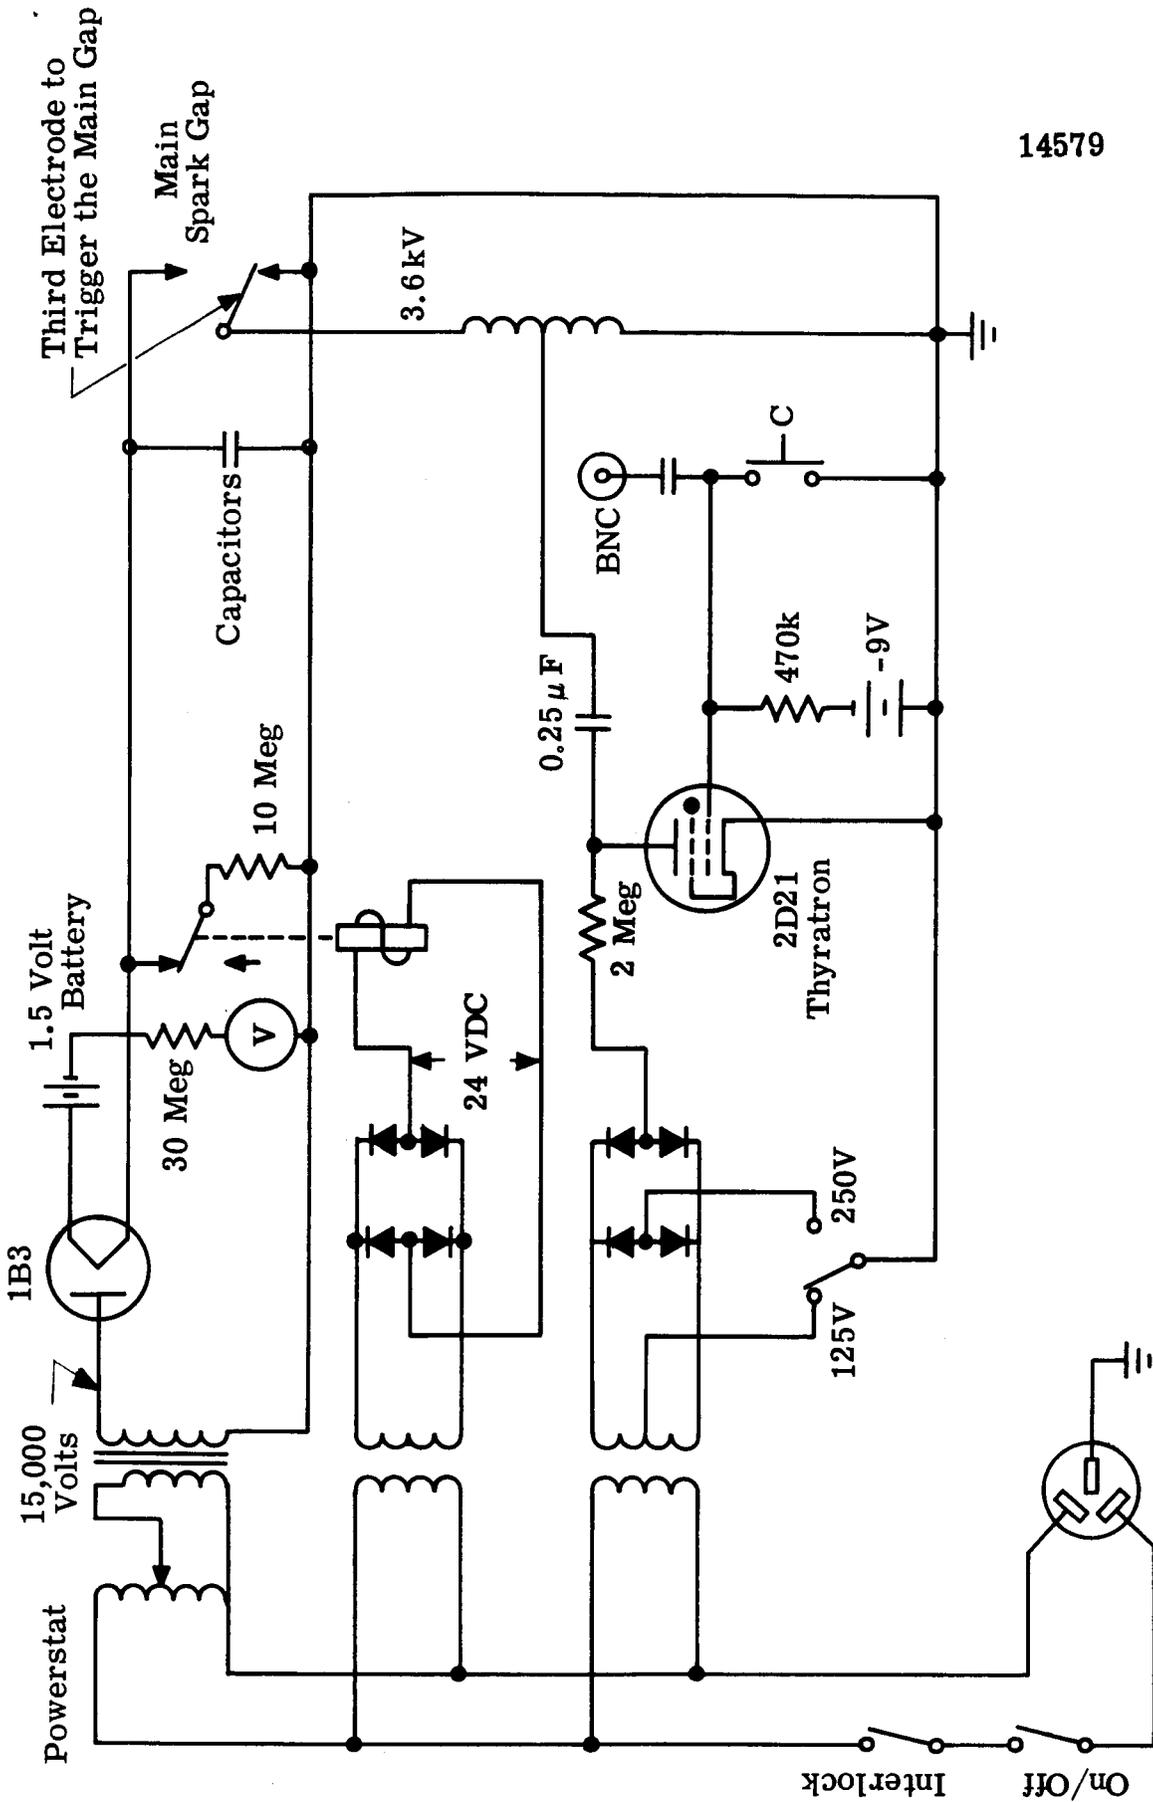 Third Electrode to
Trigger the Main Gap
Main
Spark Gap
14579
3.6 kV
Capacitors
BNC
C
10 Meg
0.25 μF
470k
-9V
1.5 Volt
Battery
30 Meg
V
24 VDC
2 Meg
2D21
Thyratron
1B3
250V
125V
15,000
Volts
Powerstat
Interlock
On/Off